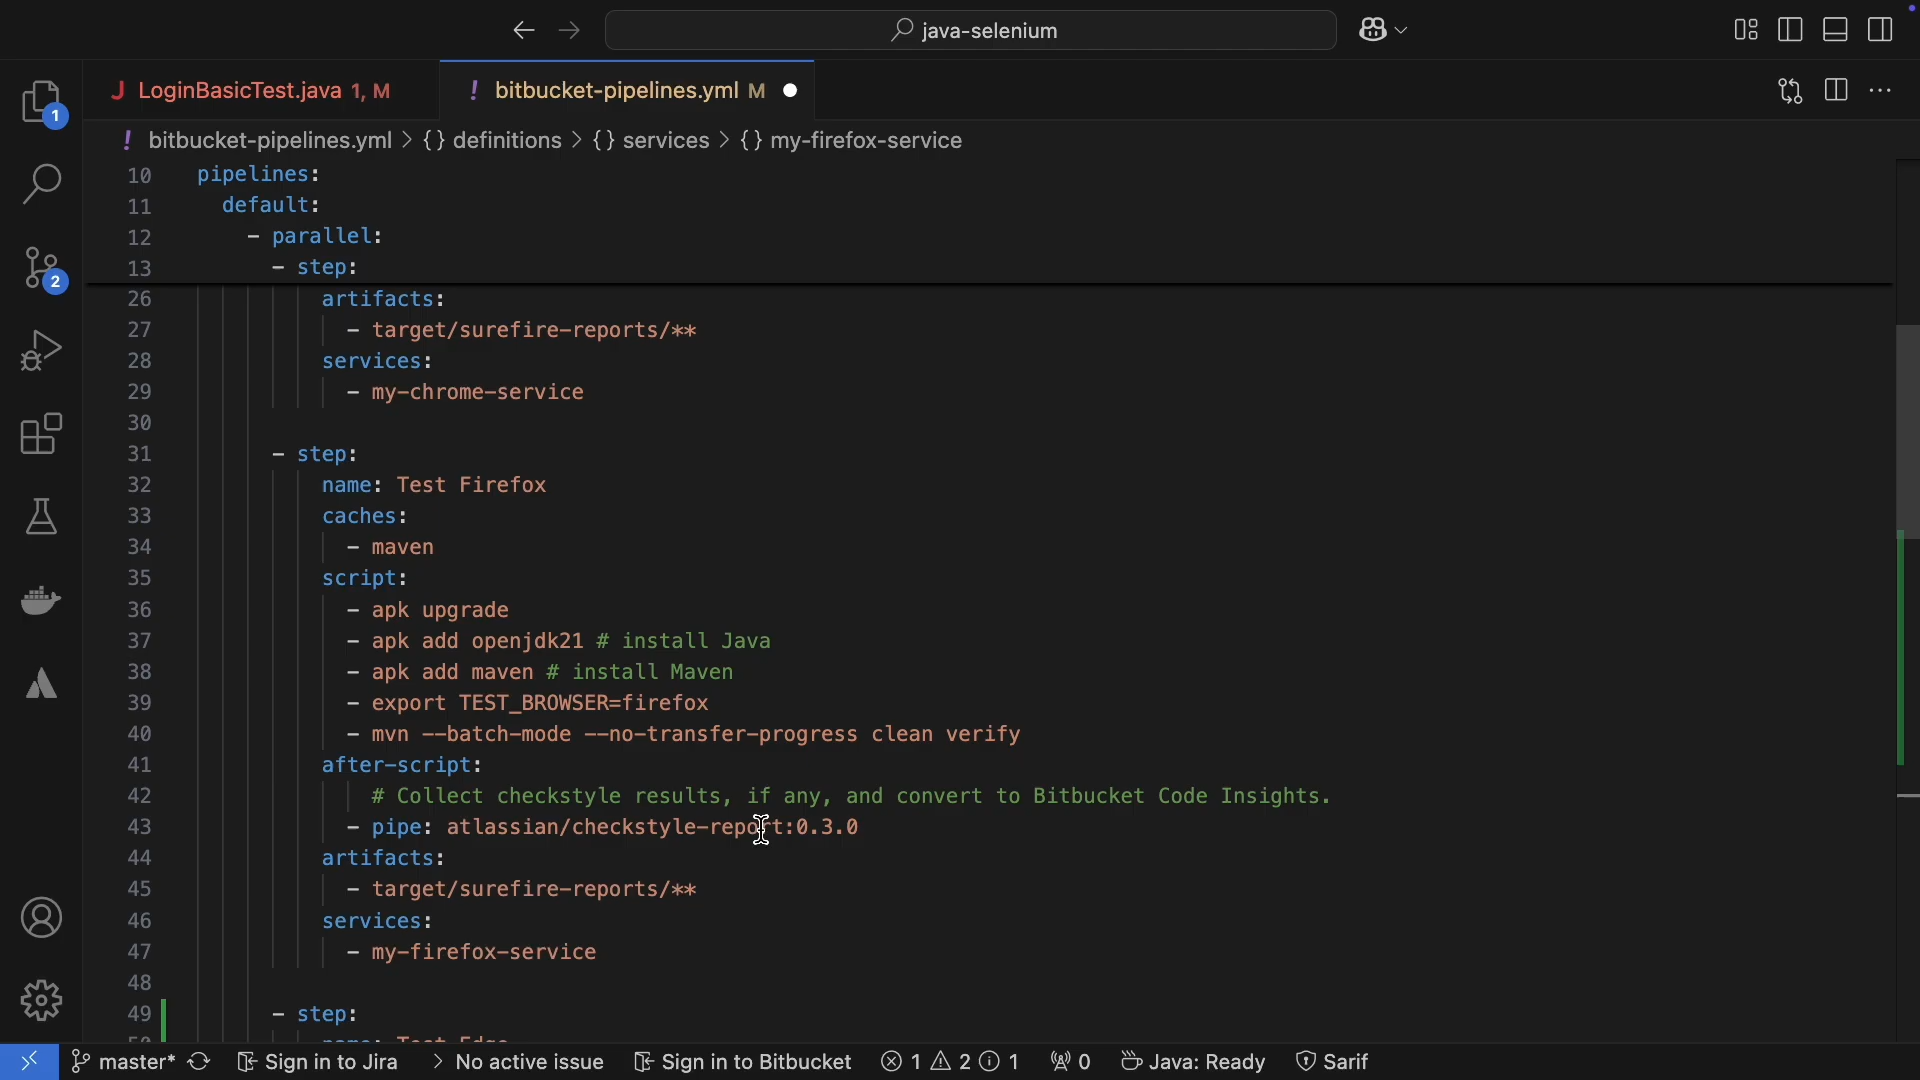 java-selenium
LoginBasicTest.java 1, M
bitbucket-pipelines.yml M
bitbucket-pipelines.yml > {} definitions > {} services > {} my-firefox-service
10 pipelines:
11 default:
12 - parallel:
13 - step:
26 artifacts:
27 - target/surefire-reports/**
28 services:
29 - my-chrome-service
30
31 - step:
32 name: Test Firefox
33 caches:
34 - maven
35 script:
36 - apk upgrade
37 - apk add openjdk21 # install Java
38 - apk add maven # install Maven
39 - export TEST_BROWSER=firefox
40 - mvn --batch-mode --no-transfer-progress clean verify
41 after-script:
42 # Collect checkstyle results, if any, and convert to Bitbucket Code Insights.
43 - pipe: atlassian/checkstyle-report:0.3.0
44 artifacts:
45 - target/surefire-reports/**
46 services:
47 - my-firefox-service
48
49 - step:
50 name: Test Edge
1
2
master* Sign in to Jira > No active issue Sign in to Bitbucket 1 2 1 0 Java: Ready Sarif